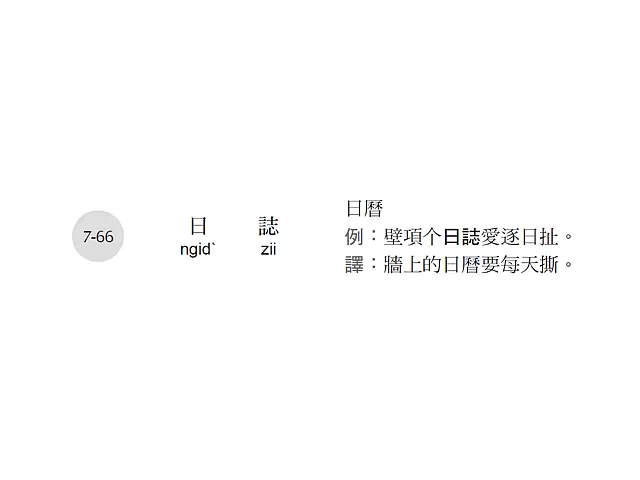 7-66
日 誌
ngidˋ zii
日曆
例：壁項个日誌愛逐日扯。
譯：牆上的日曆要每天撕。